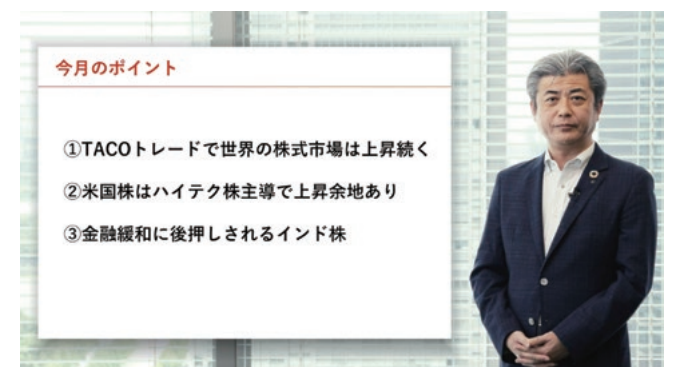 今月のポイント
①TACOトレードで世界の株式市場は上昇続く
②米国株はハイテク株主導で上昇余地あり
③金融緩和に後押しされるインド株